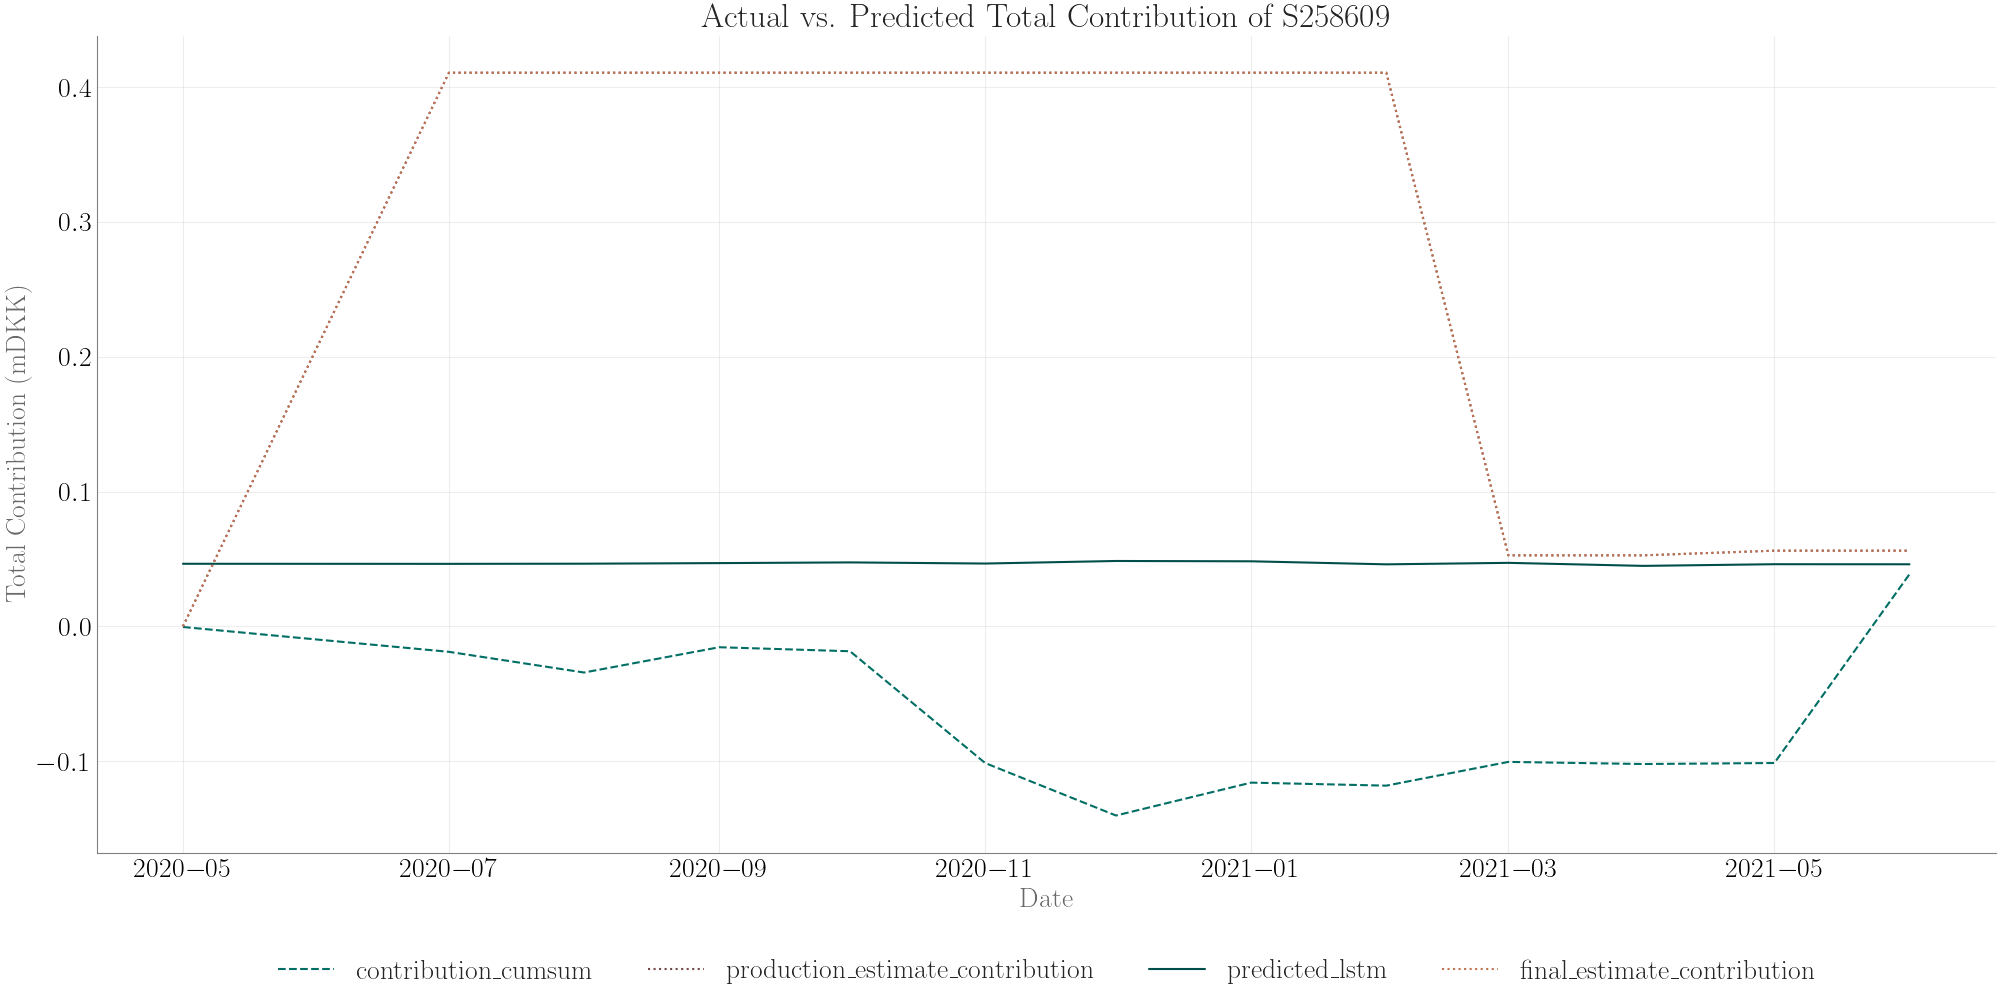 Actual vs. Predicted Total Contribution of S258609
Total Contribution (mDKK)
0.4
0.3
0.2
0.1
0.0
−0.1
2020−05 2020−07 2020−09 2020−11 2021−01 2021−03 2021−05
Date
contribution_cumsum production_estimate_contribution predicted_lstm final_estimate_contribution